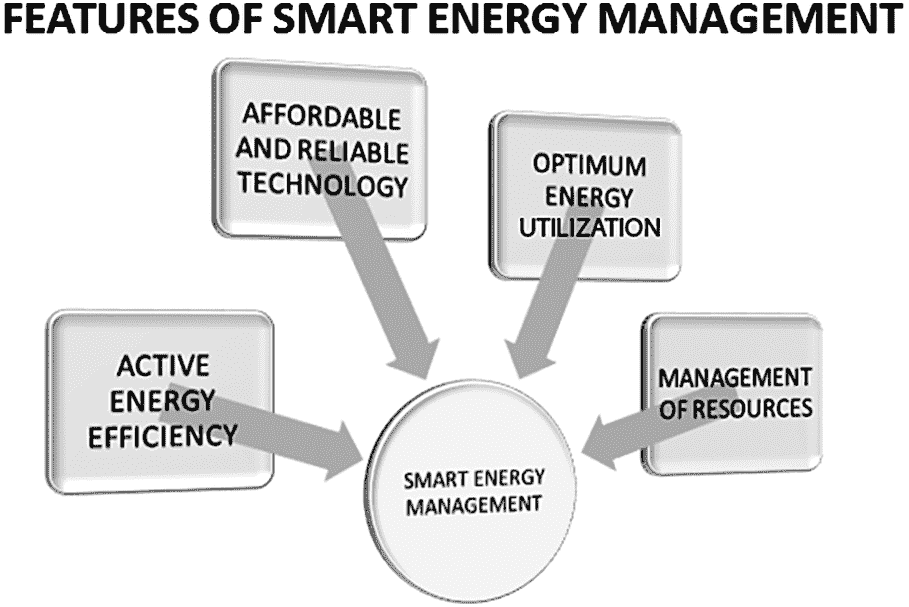 FEATURES OF SMART ENERGY MANAGEMENT
AFFORDABLE
AND RELIABLE
TECHNOLOGY
OPTIMUM
ENERGY
UTILIZATION
ACTIVE
ENERGY
EFFICIENCY
MANAGEMENT
OF RESOURCES
SMART ENERGY
MANAGEMENT